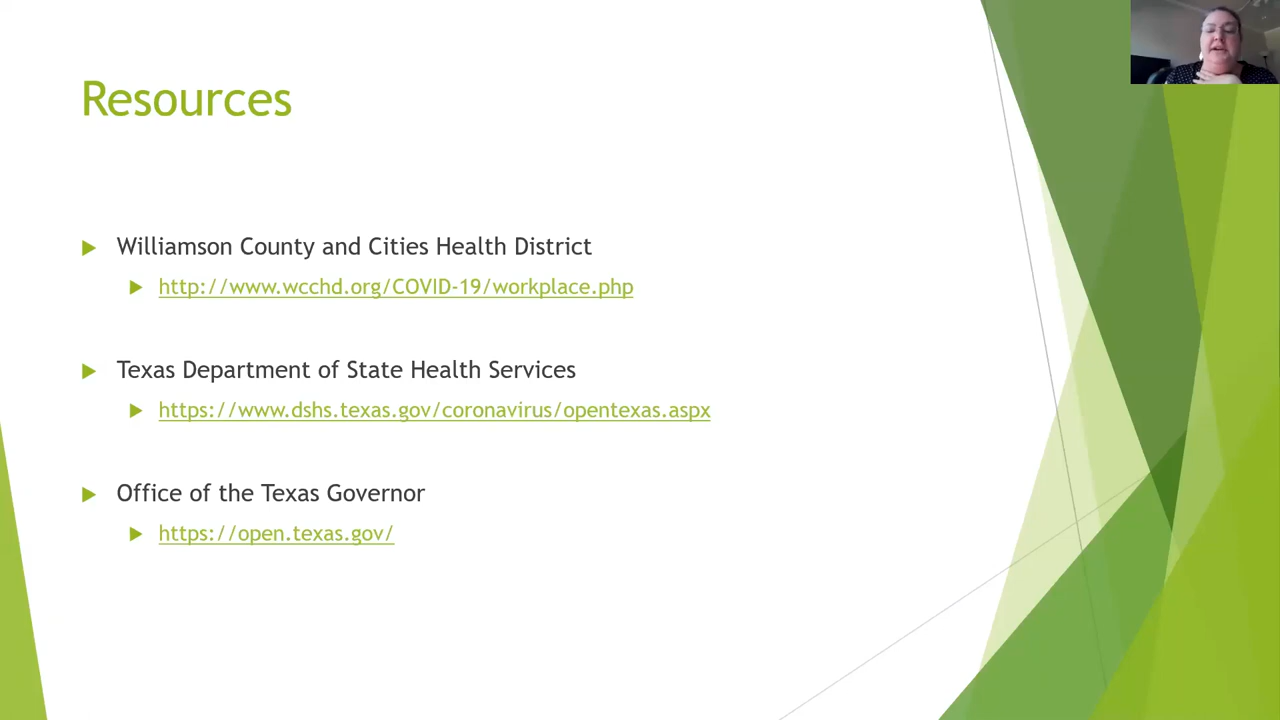 Resources
Williamson County and Cities Health District
http://www.wcchd.org/COVID-19/workplace.php
Texas Department of State Health Services
https://www.dshs.texas.gov/coronavirus/opentexas.aspx
Office of the Texas Governor
https://open.texas.gov/